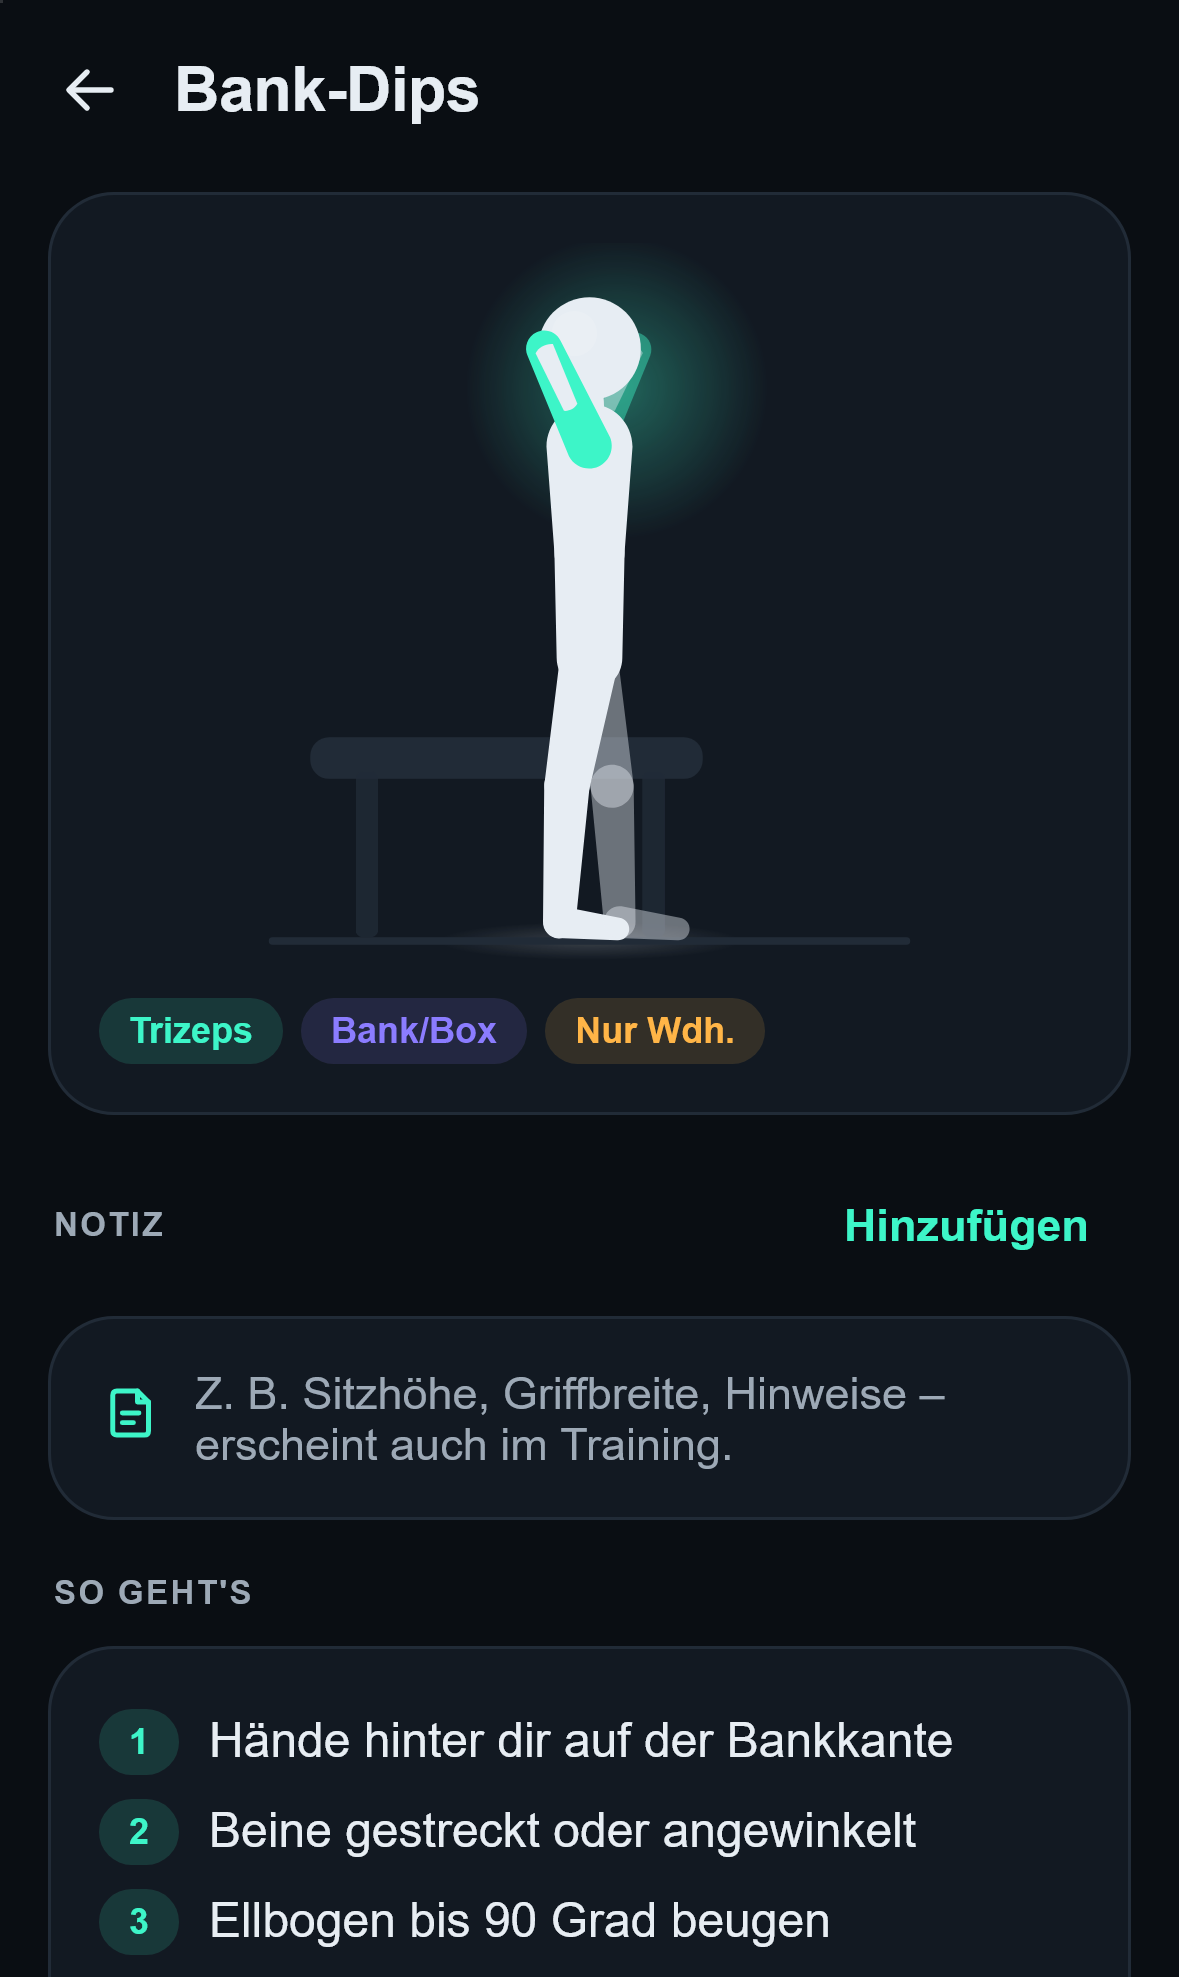 Bank-Dips
Trizeps
Bank/Box
Nur Wdh.
NOTIZ
Hinzufügen
Z. B. Sitzhöhe, Griffbreite, Hinweise –
erscheint auch im Training.
SO GEHT'S
1 Hände hinter dir auf der Bankkante
2 Beine gestreckt oder angewinkelt
3 Ellbogen bis 90 Grad beugen